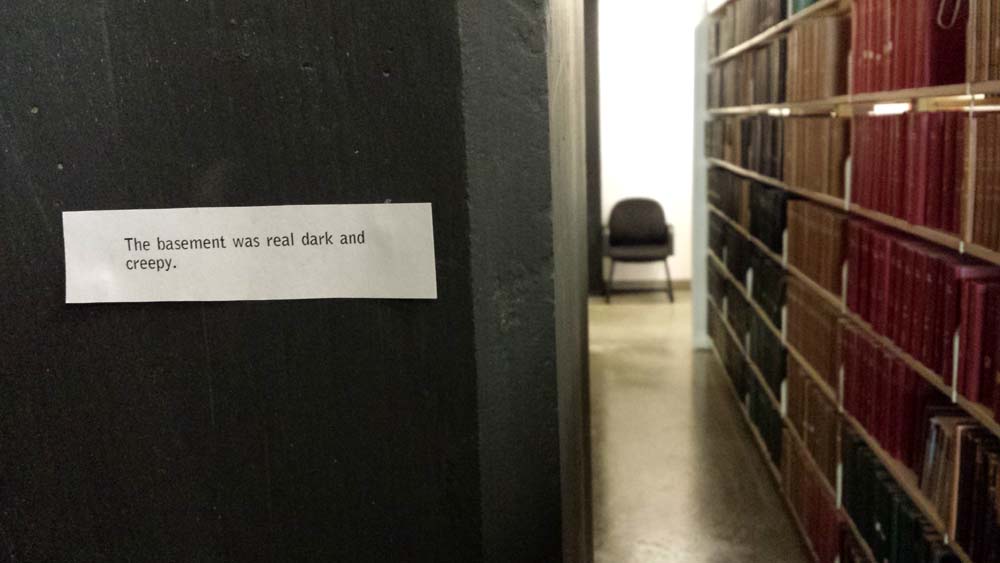 The basement was real dark and
creepy.